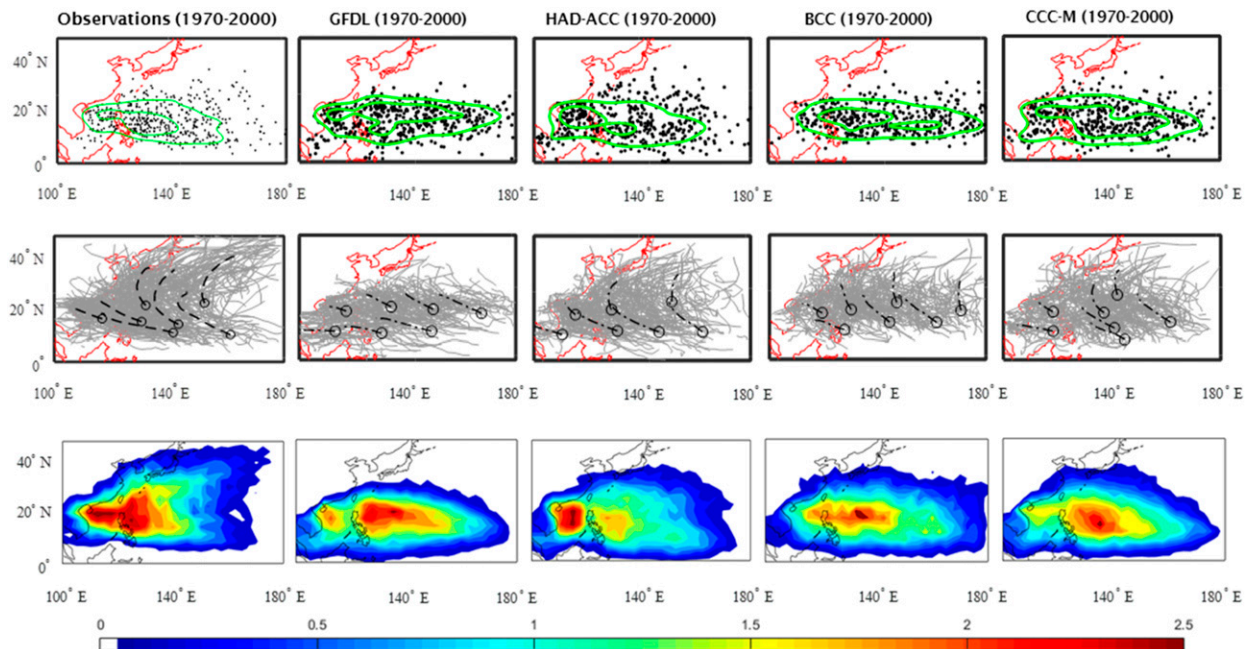 Observations (1970-2000) GFDL (1970-2000) HAD-ACC (1970-2000) BCC (1970-2000) CCC-M (1970-2000)
40° N
20° N
0°
100° E 140° E 180° E 140° E 180° E 140° E 180° E 140° E 180° E 140° E 180° E
40° N
20° N
0°
100° E 140° E 180° E 140° E 180° E 140° E 180° E 140° E 180° E 140° E 180° E
40° N
20° N
0°
100° E 140° E 180° E 140° E 180° E 140° E 180° E 140° E 180° E 140° E 180° E
0 0.5 1 1.5 2 2.5